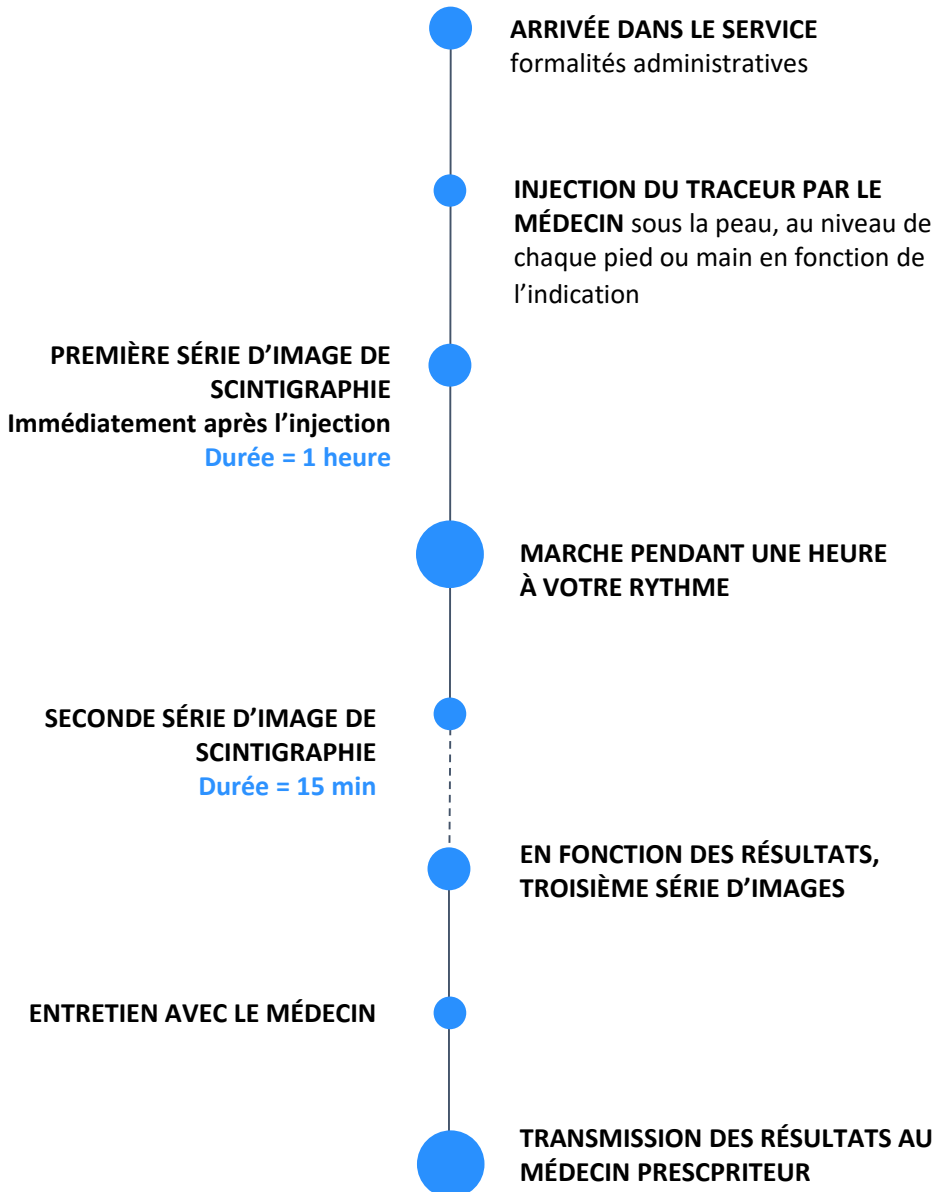 ARRIVÉE DANS LE SERVICE
formalités administratives
INJECTION DU TRACEUR PAR LE
MÉDECIN sous la peau, au niveau de
chaque pied ou main en fonction de
l’indication
PREMIÈRE SÉRIE D’IMAGE DE
SCINTIGRAPHIE
Immédiatement après l’injection
Durée = 1 heure
MARCHE PENDANT UNE HEURE
À VOTRE RYTHME
SECONDE SÉRIE D’IMAGE DE
SCINTIGRAPHIE
Durée = 15 min
EN FONCTION DES RÉSULTATS,
TROISIÈME SÉRIE D’IMAGES
ENTRETIEN AVEC LE MÉDECIN
TRANSMISSION DES RÉSULTATS AU
MÉDECIN PRESCPRITEUR